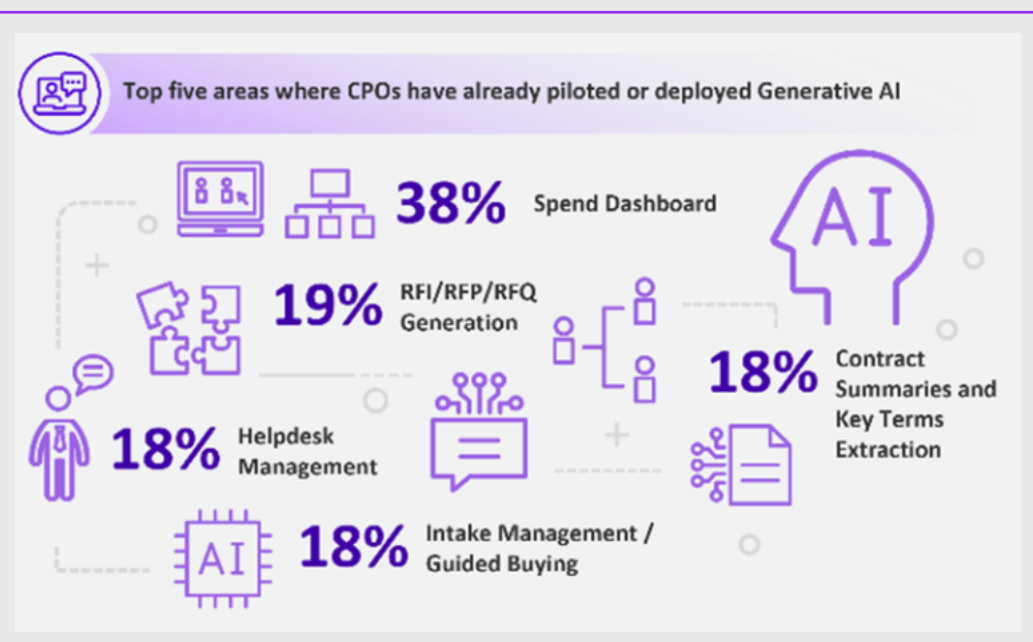 Top five areas where CPOs have already piloted or deployed Generative AI
38% Spend Dashboard
AI
19% RFI/RFP/RFQ
Generation
18% Contract
Summaries and
Key Terms
Extraction
18% Helpdesk
Management
AI
18% Intake Management /
Guided Buying